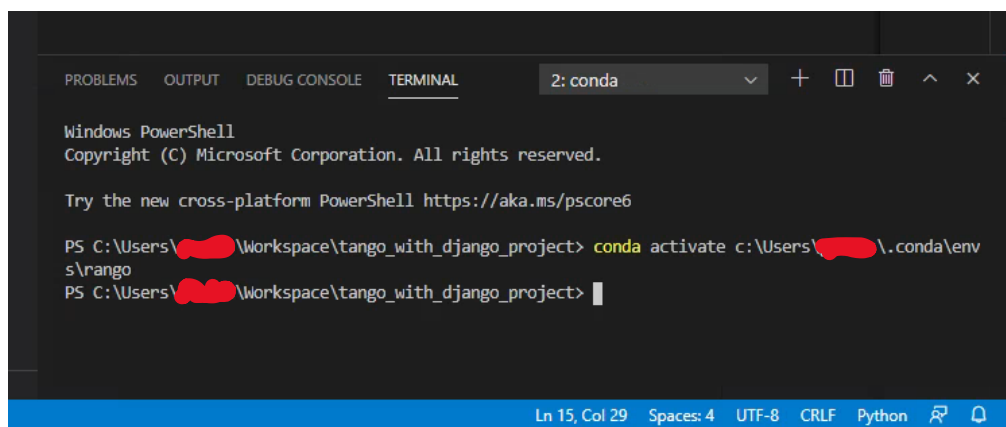 PROBLEMS OUTPUT DEBUG CONSOLE TERMINAL 2: conda
Windows PowerShell
Copyright (C) Microsoft Corporation. All rights reserved.
Try the new cross-platform PowerShell https://aka.ms/pscore6
PS C:\Users\ \Workspace\tango_with_django_project> conda activate c:\Users\ \.conda\env
s\rango
PS C:\Users\ \Workspace\tango_with_django_project>
Ln 15, Col 29 Spaces: 4 UTF-8 CRLF Python